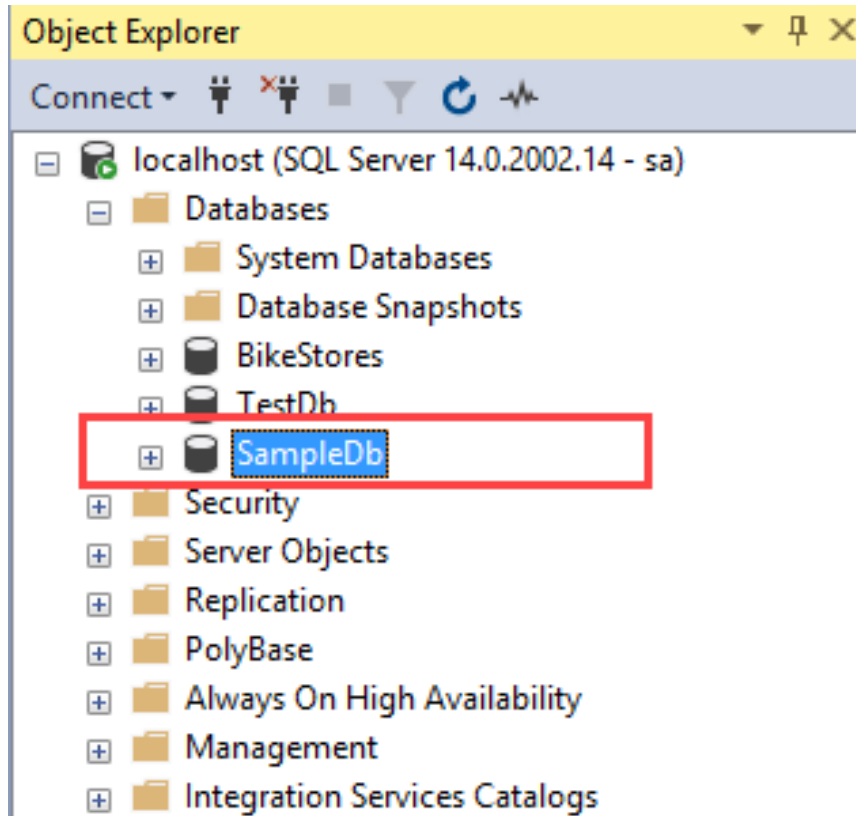 Object Explorer
Connect
localhost (SQL Server 14.0.2002.14 - sa)
Databases
System Databases
Database Snapshots
BikeStores
TestDb
SampleDb
Security
Server Objects
Replication
PolyBase
Always On High Availability
Management
Integration Services Catalogs